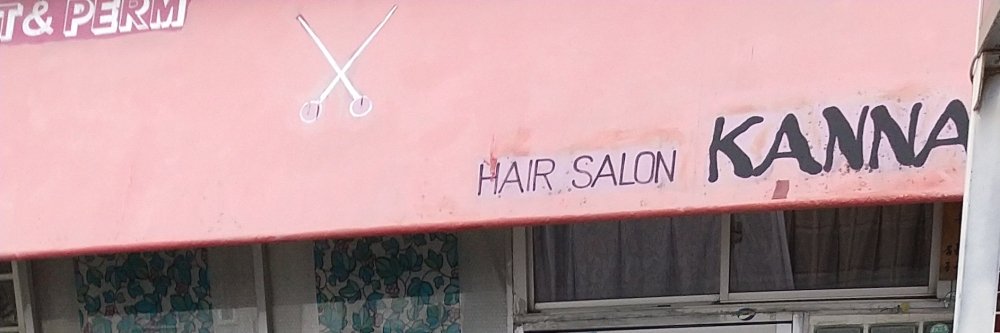 T & PERM
HAIR SALON KANNA